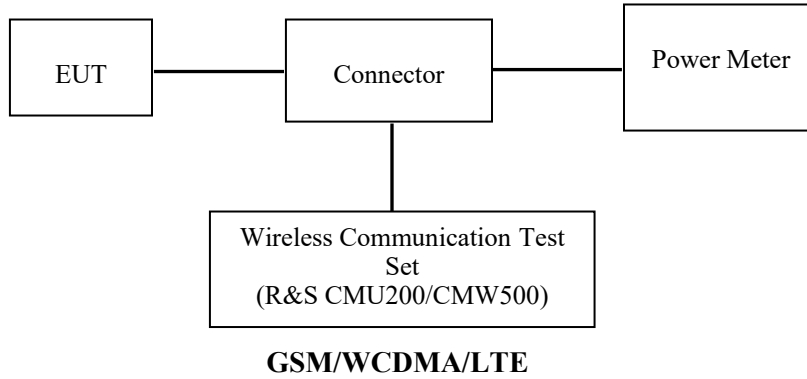 EUT
Connector
Power Meter
Wireless Communication Test
Set
(R&S CMU200/CMW500)
GSM/WCDMA/LTE